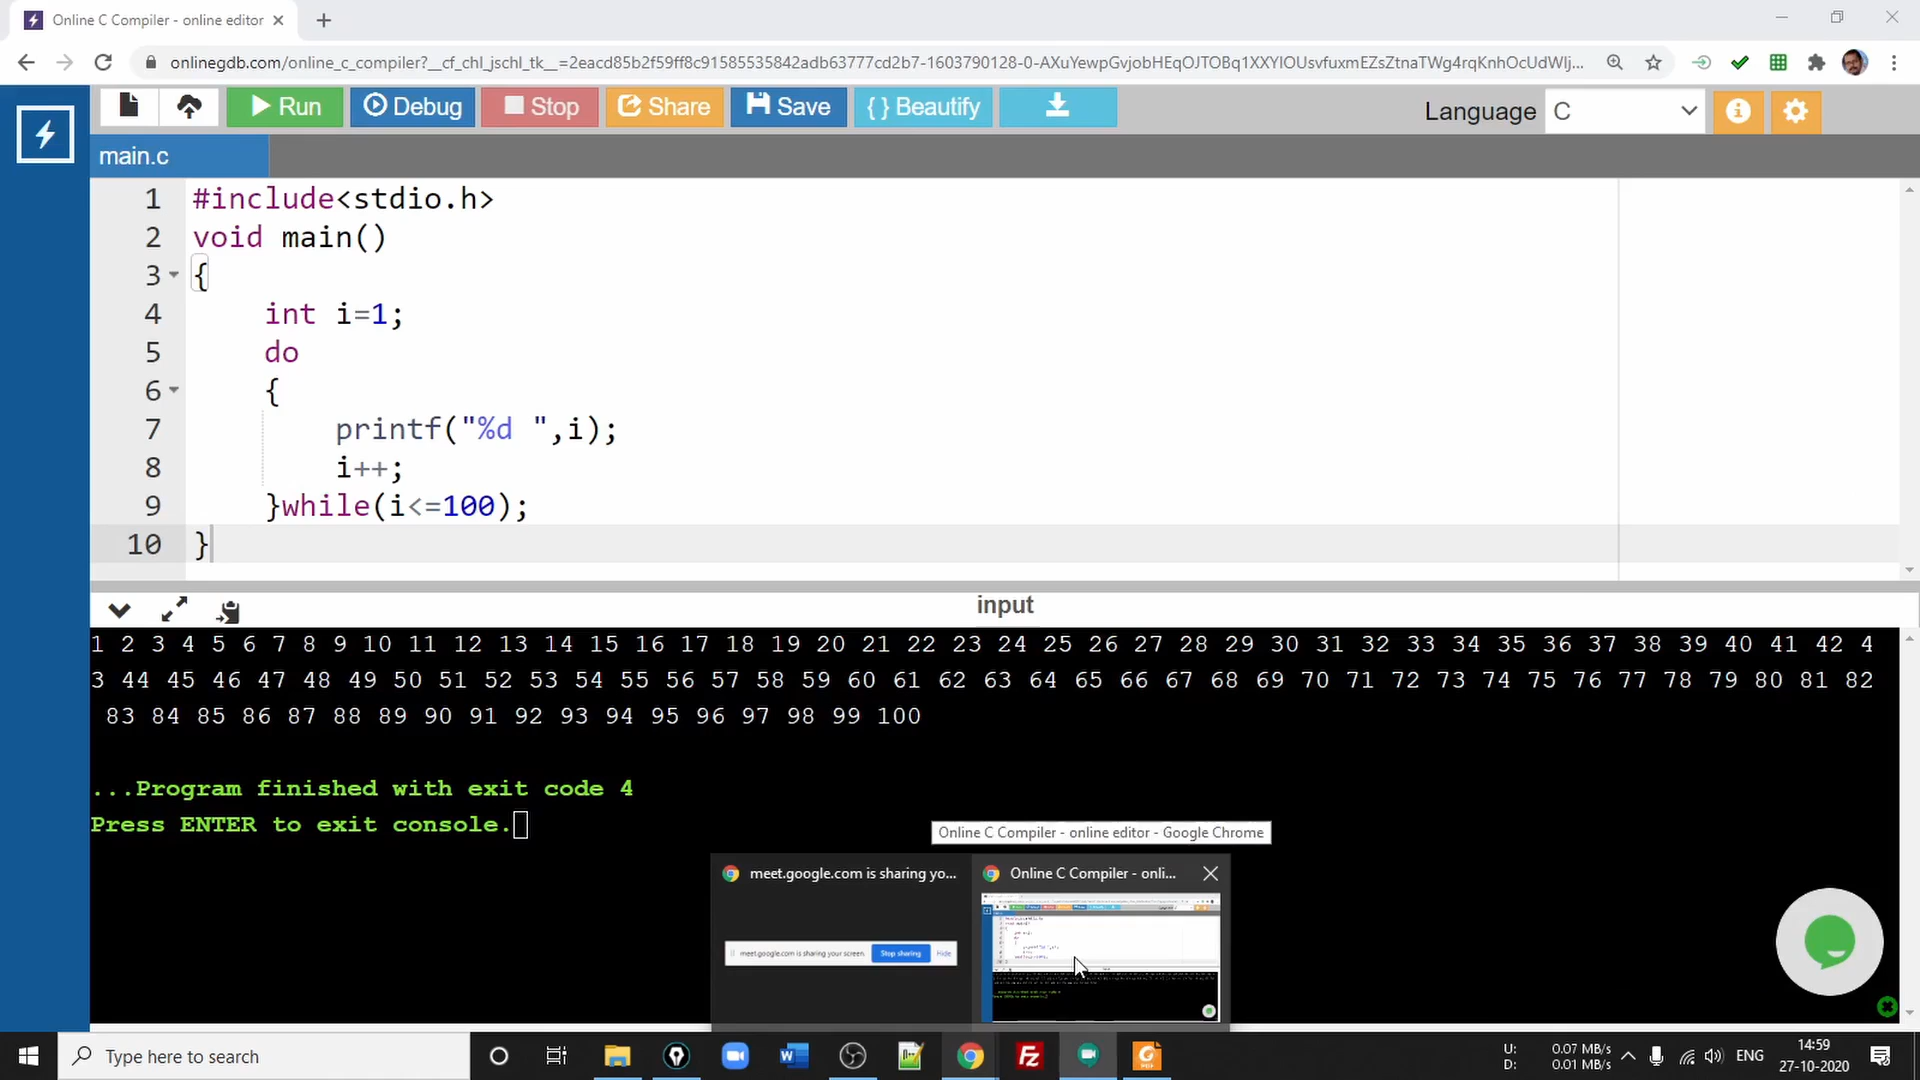 Online C Compiler - online editor
onlinegdb.com/online_c_compiler?__cf_chl_jschl_tk__=2eacd85b2f59ff8c91585535842adb63777cd2b7-1603790128-0-AXuYewpGvjobHEqOJTOBq1XXYIOUsvfuxmEZsZtnaTWg4rqKnhOcUdWIj...
Run Debug Stop Share Save { } Beautify Language C
main.c
1 #include<stdio.h>
2 void main()
3 {
4 int i=1;
5 do
6 {
7 printf("%d ",i);
8 i++;
9 }while(i<=100);
10 }
input
1 2 3 4 5 6 7 8 9 10 11 12 13 14 15 16 17 18 19 20 21 22 23 24 25 26 27 28 29 30 31 32 33 34 35 36 37 38 39 40 41 42 4
3 44 45 46 47 48 49 50 51 52 53 54 55 56 57 58 59 60 61 62 63 64 65 66 67 68 69 70 71 72 73 74 75 76 77 78 79 80 81 82
83 84 85 86 87 88 89 90 91 92 93 94 95 96 97 98 99 100
...Program finished with exit code 4
Press ENTER to exit console.
Online C Compiler - online editor - Google Chrome
meet.google.com is sharing yo... Online C Compiler - onli...
meet.google.com is sharing your screen. Stop sharing Hide
Type here to search
U: 0.07 MB/s
D: 0.01 MB/s
ENG
14:59
27-10-2020